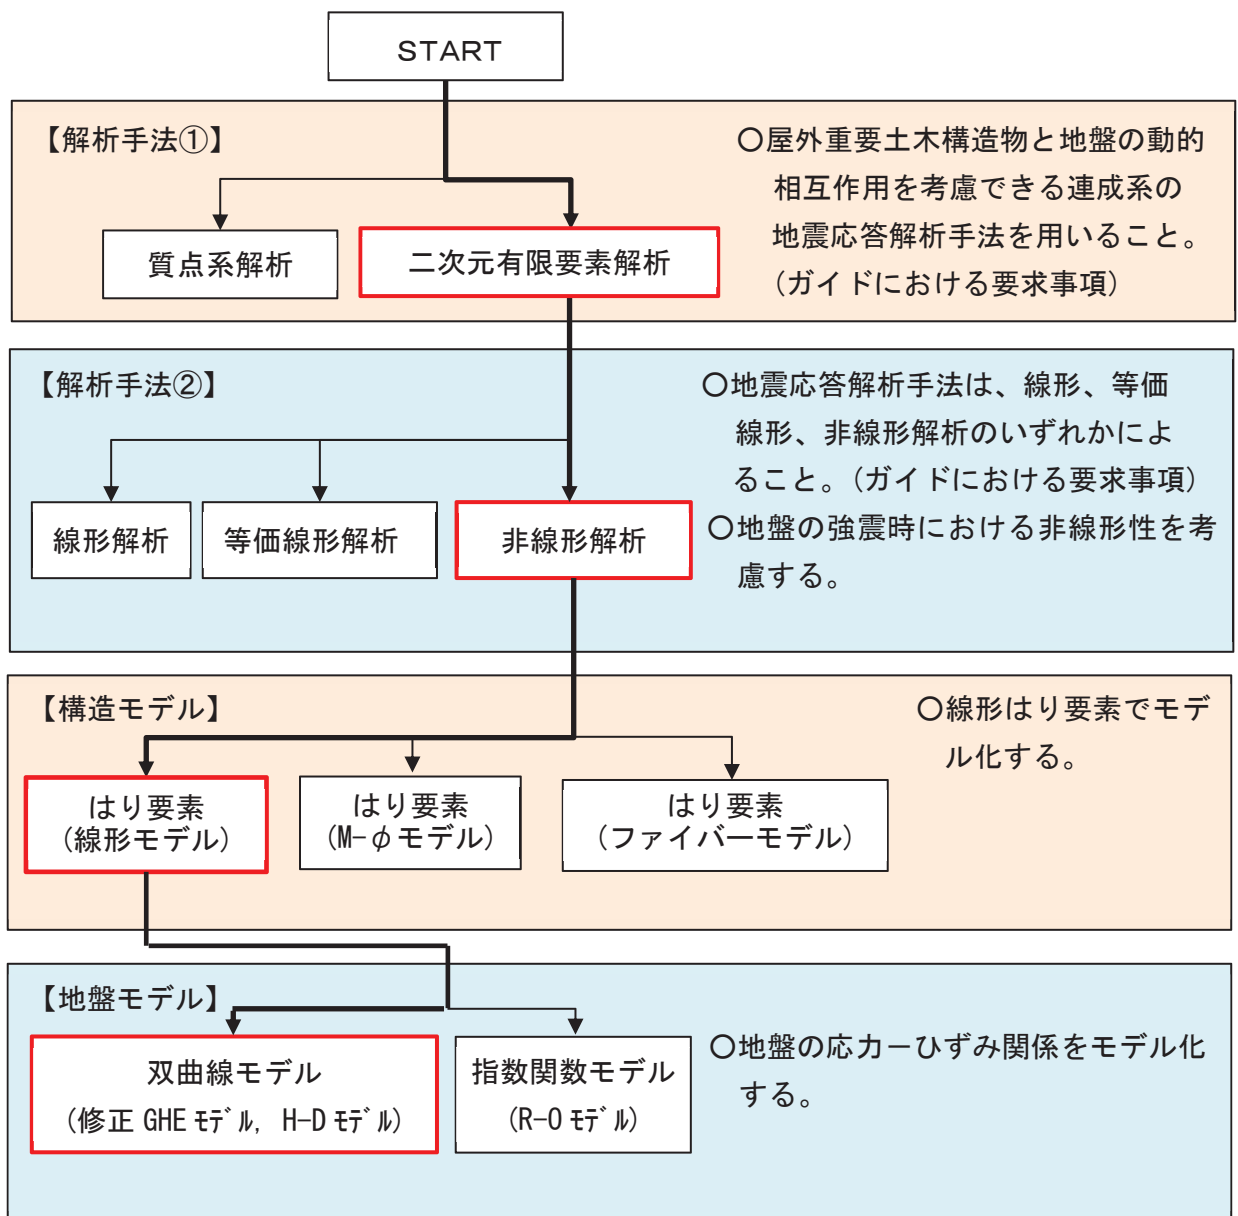 START
【解析手法①】
○屋外重要土木構造物と地盤の動的
相互作用を考慮できる連成系の
地震応答解析手法を用いること。
(ガイドにおける要求事項)
質点系解析
二次元有限要素解析
【解析手法②】
○地震応答解析手法は、線形、等価
線形、非線形解析のいずれかによ
ること。(ガイドにおける要求事項)
○地盤の強震時における非線形性を考
慮する。
線形解析
等価線形解析
非線形解析
【構造モデル】
○線形はり要素でモデ
ル化する。
はり要素
(線形モデル)
はり要素
(M-φモデル)
はり要素
(ファイバーモデル)
【地盤モデル】
○地盤の応力ーひずみ関係をモデル化
する。
双曲線モデル
(修正 GHE ﾓﾃﾞﾙ, H-D ﾓﾃﾞﾙ)
指数関数モデル
(R-O ﾓﾃﾞﾙ)